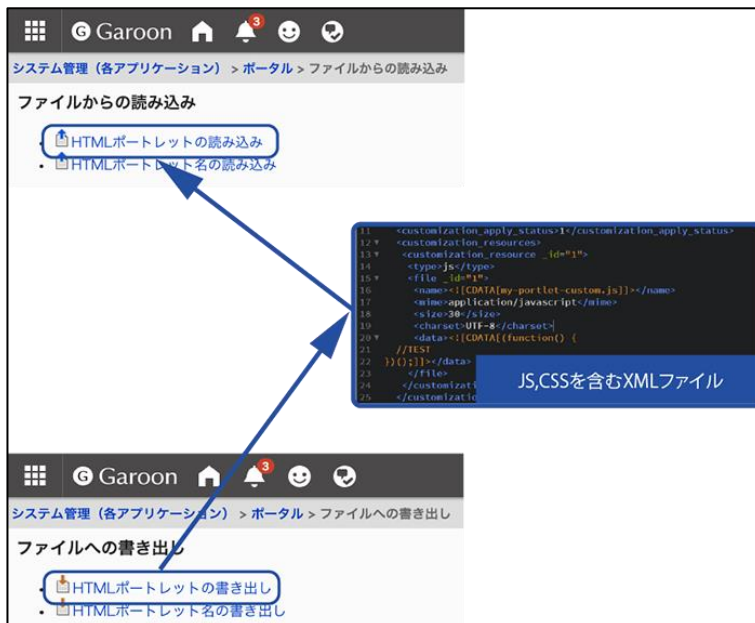 G Garoon 3
システム管理（各アプリケーション） > ポータル > ファイルからの読み込み
ファイルからの読み込み
・ HTMLポートレットの読み込み
・ HTMLポートレット名の読み込み
11 <customization_apply_status>1</customization_apply_status>
12 <customization_resources>
13 <customization_resource _id="1">
14 <type>js</type>
15 <file _id="1">
16 <name><![CDATA[my-portlet-custom.js]]></name>
17 <mime>application/javascript</mime>
18 <size>30</size>
19 <charset>UTF-8</charset>
20 <data><![CDATA[(function() {
21 //TEST
22 })();]]></data>
23 </file>
24 </customizati
25 </customizatio
JS,CSSを含むXMLファイル
G Garoon 3
システム管理（各アプリケーション） > ポータル > ファイルへの書き出し
ファイルへの書き出し
・ HTMLポートレットの書き出し
・ HTMLポートレット名の書き出し